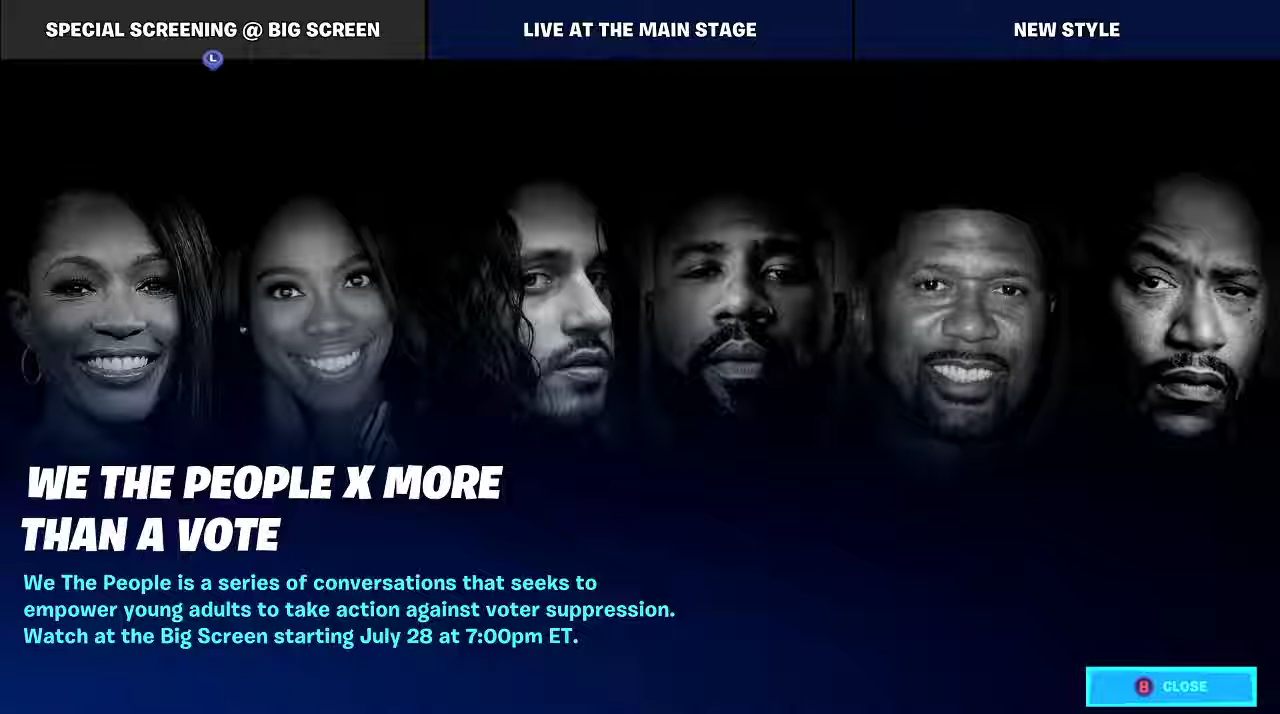 SPECIAL SCREENING @ BIG SCREEN
LIVE AT THE MAIN STAGE
NEW STYLE
L
WE THE PEOPLE X MORE
THAN A VOTE
We The People is a series of conversations that seeks to
empower young adults to take action against voter suppression.
Watch at the Big Screen starting July 28 at 7:00pm ET.
B CLOSE